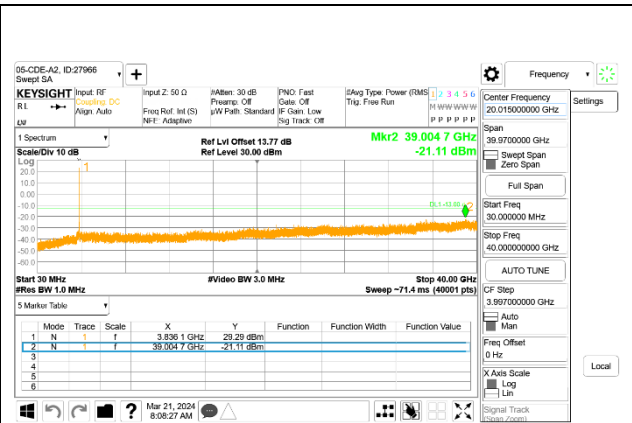 05-CDE-A2, ID:27966
Swept SA
Frequency
KEYSIGHT
Input: RF
Coupling: DC
Align: Auto
Input Z: 50 Ω
Freq Ref: Int (S)
NFE: Adaptive
#Atten: 30 dB
Preamp: Off
µW Path: Standard
PNO: Fast
Gate: Off
IF Gain: Low
Sig Track: Off
#Avg Type: Power (RMS
Trig: Free Run
1 2 3 4 5 6
M W W W W W
P P P P P P
RL
Center Frequency
20.015000000 GHz
Settings
1 Spectrum
Scale/Div 10 dB
Ref Lvl Offset 13.77 dB
Ref Level 30.00 dBm
Mkr2 39.004 7 GHz
-21.11 dBm
Log
20.0
10.0
0.00
-10.0
-20.0
-30.0
-40.0
-50.0
-60.0
1
DL1 -13.00
2
Start 30 MHz
#Video BW 3.0 MHz
Stop 40.00 GHz
#Res BW 1.0 MHz
Sweep ~71.4 ms (40001 pts)
Span
39.9700000 GHz
Swept Span
Zero Span
Full Span
Start Freq
30.000000 MHz
Stop Freq
40.000000000 GHz
AUTO TUNE
CF Step
3.997000000 GHz
Auto
Man
Freq Offset
0 Hz
X Axis Scale
Log
Lin
Signal Track
(Span Zoom)
Local
5 Marker Table
Mode Trace Scale X Y Function Function Width Function Value
1 N 1 f 3.836 1 GHz 29.29 dBm
2 N 1 f 39.004 7 GHz -21.11 dBm
3
4
5
6
?
Mar 21, 2024
8:08:27 AM